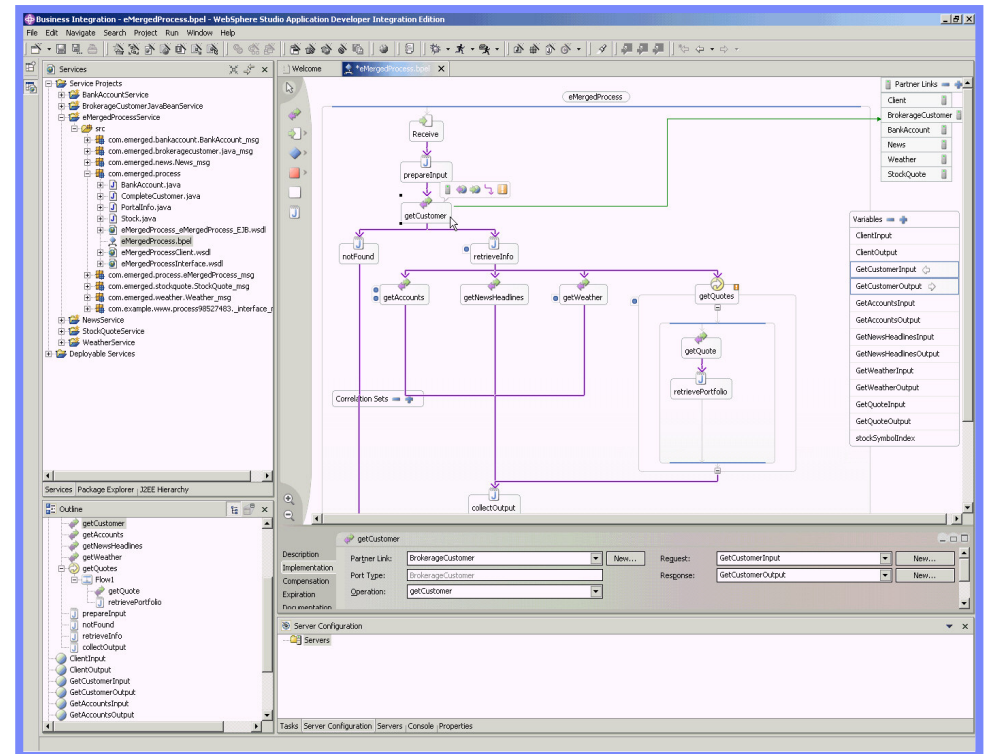 Business Integration - eMergedProcess.bpel - WebSphere Studio Application Developer Integration Edition
File Edit Navigate Search Project Run Window Help
Services
Service Projects
BankAccountService
BrokerageCustomerJavaBeanService
eMergedProcessService
src
com.emerged.bankaccount.BankAccount_msg
com.emerged.brokeragecustomer.java_msg
com.emerged.news.News_msg
com.emerged.process
BankAccount.java
CompleteCustomer.java
PortalInfo.java
Stock.java
eMergedProcess_eMergedProcess_EJB.wsdl
eMergedProcess.bpel
eMergedProcessClient.wsdl
eMergedProcessInterface.wsdl
com.emerged.process.eMergedProcess_msg
com.emerged.stockquote.StockQuote_msg
com.emerged.weather.Weather_msg
com.example.www.process98527483._interface_r
NewsService
StockQuoteService
WeatherService
Deployable Services
Services Package Explorer J2EE Hierarchy
Outline
getCustomer
getAccounts
getNewsHeadlines
getWeather
getQuotes
Flow1
getQuote
retrievePortfolio
prepareInput
notFound
retrieveInfo
collectOutput
ClientInput
ClientOutput
GetCustomerInput
GetCustomerOutput
GetAccountsInput
GetAccountsOutput
Welcome *eMergedProcess.bpel
eMergedProcess
Receive
prepareInput
getCustomer
notFound retrieveInfo
getAccounts getNewsHeadlines getWeather getQuotes
getQuote
retrievePortfolio
Correlation Sets
collectOutput
Partner Links
Client
BrokerageCustomer
BankAccount
News
Weather
StockQuote
Variables
ClientInput
ClientOutput
GetCustomerInput
GetCustomerOutput
GetAccountsInput
GetAccountsOutput
GetNewsHeadlinesInput
GetNewsHeadlinesOutput
GetWeatherInput
GetWeatherOutput
GetQuoteInput
GetQuoteOutput
stockSymbolIndex
getCustomer
Description
Implementation
Compensation
Expiration
Documentation
Partner Link: BrokerageCustomer New... Request: GetCustomerInput New...
Port Type: BrokerageCustomer Response: GetCustomerOutput New...
Operation: getCustomer
Server Configuration
Servers
Tasks Server Configuration Servers Console Properties